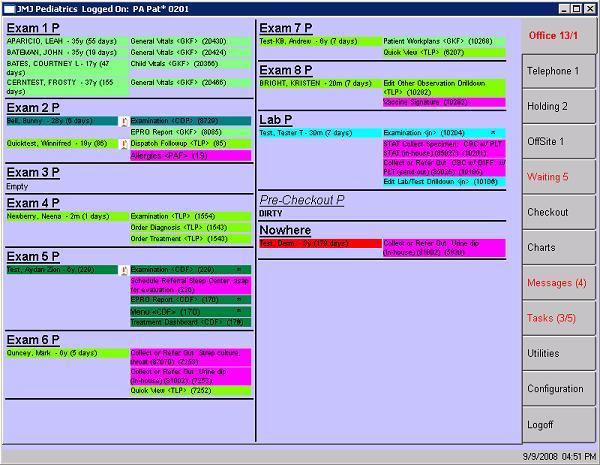 JMJ Pediatrics Logged On: PA Pat* 0201
Exam 1 P
APARICIO, LEAH - 35y (55 days) General Vitals <GKF> (20430)
BATEMAN, JOHN - 35y (19 days) General Vitals <GKF> (20424)
BATES, COURTNEY L - 17y (47 days) Child Vitals <GKF> (20366)
CERNTEST, FROSTY - 37y (155 days) General Vitals <GKF> (20466)
Exam 2 P
Bell, Bunny - 28y (6 days) Examination <CDF> (8729)
EPRO Report <GKF> (8085)
Quicktest, Winnifred - 18y (86) Dispatch Followup <TLP> (85)
Allergies <PAF> (19)
Exam 3 P
Empty
Exam 4 P
Newberry, Neena - 2m (1 days) Examination <TLP> (1554)
Order Diagnosis <TLP> (1543)
Order Treatment <TLP> (1543)
Exam 5 P
Test, Aydan Zion - 6y (229) Examination <CDF> (229)
Schedule Referral Sleep Center, asap for evaluation (226)
EPRO Report <CDF> (170)
Menu <CDF> (170)
Treatment Dashboard <CDF> (170)
Exam 6 P
Quncey, Mark - 6y (5 days) Collect or Refer Out Strep culture, throat (87070) (7253)
Collect or Refer Out Urine dip (In-house) (81002) (7253)
Quick View <TLP> (7252)
Exam 7 P
Test-KB, Andrew - 6y (7 days) Patient Workplans <GKF> (10268)
Quick View <TLP> (6207)
Exam 8 P
BRIGHT, KRISTEN - 20m (7 days) Edit Other Observation Drilldown <TLP> (10282)
Vaccine Signature (10282)
Lab P
Test, Tester T - 30m (7 days) Examination <jn> (10204)
STAT Collect Specimen: CBC w/ PLT STAT (in-house) (85027) (10201)
Collect or Refer Out CBC w/ DIFF, w/ PLT (send out) (85025) (10195)
Edit Lab/Test Drilldown <jn> (10186)
Pre-Checkout P
DIRTY
Nowhere
Test, Dasm - 3y (179 days) Collect or Refer Out Urine dip (In-house) (81002) (5930)
Office 13/1
Telephone 1
Holding 2
OffSite 1
Waiting 5
Checkout
Charts
Messages (4)
Tasks (3/5)
Utilities
Configuration
Logoff
9/9/2008 04:51 PM